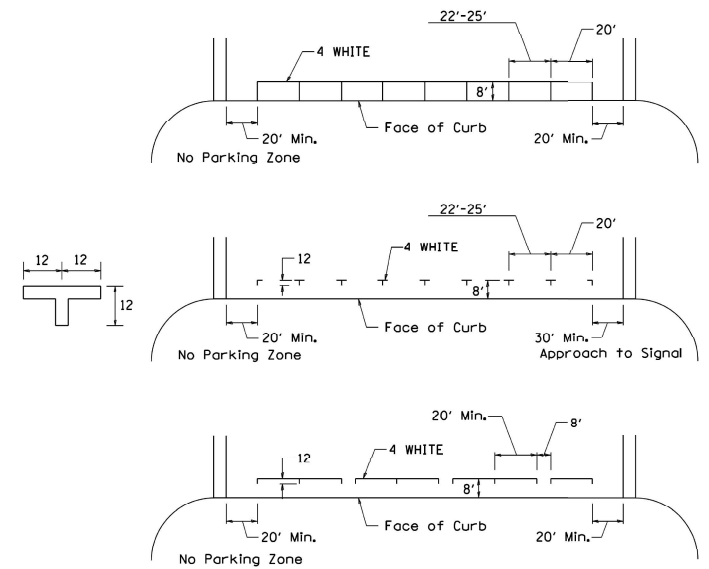 22'-25'
20'
4 WHITE
8'
Face of Curb
20' Min.
20' Min.
No Parking Zone
22'-25'
20'
12
4 WHITE
12 12
12
8'
Face of Curb
20' Min.
30' Min.
No Parking Zone
Approach to Signal
20' Min.
8'
4 WHITE
12
8'
Face of Curb
20' Min.
20' Min.
No Parking Zone